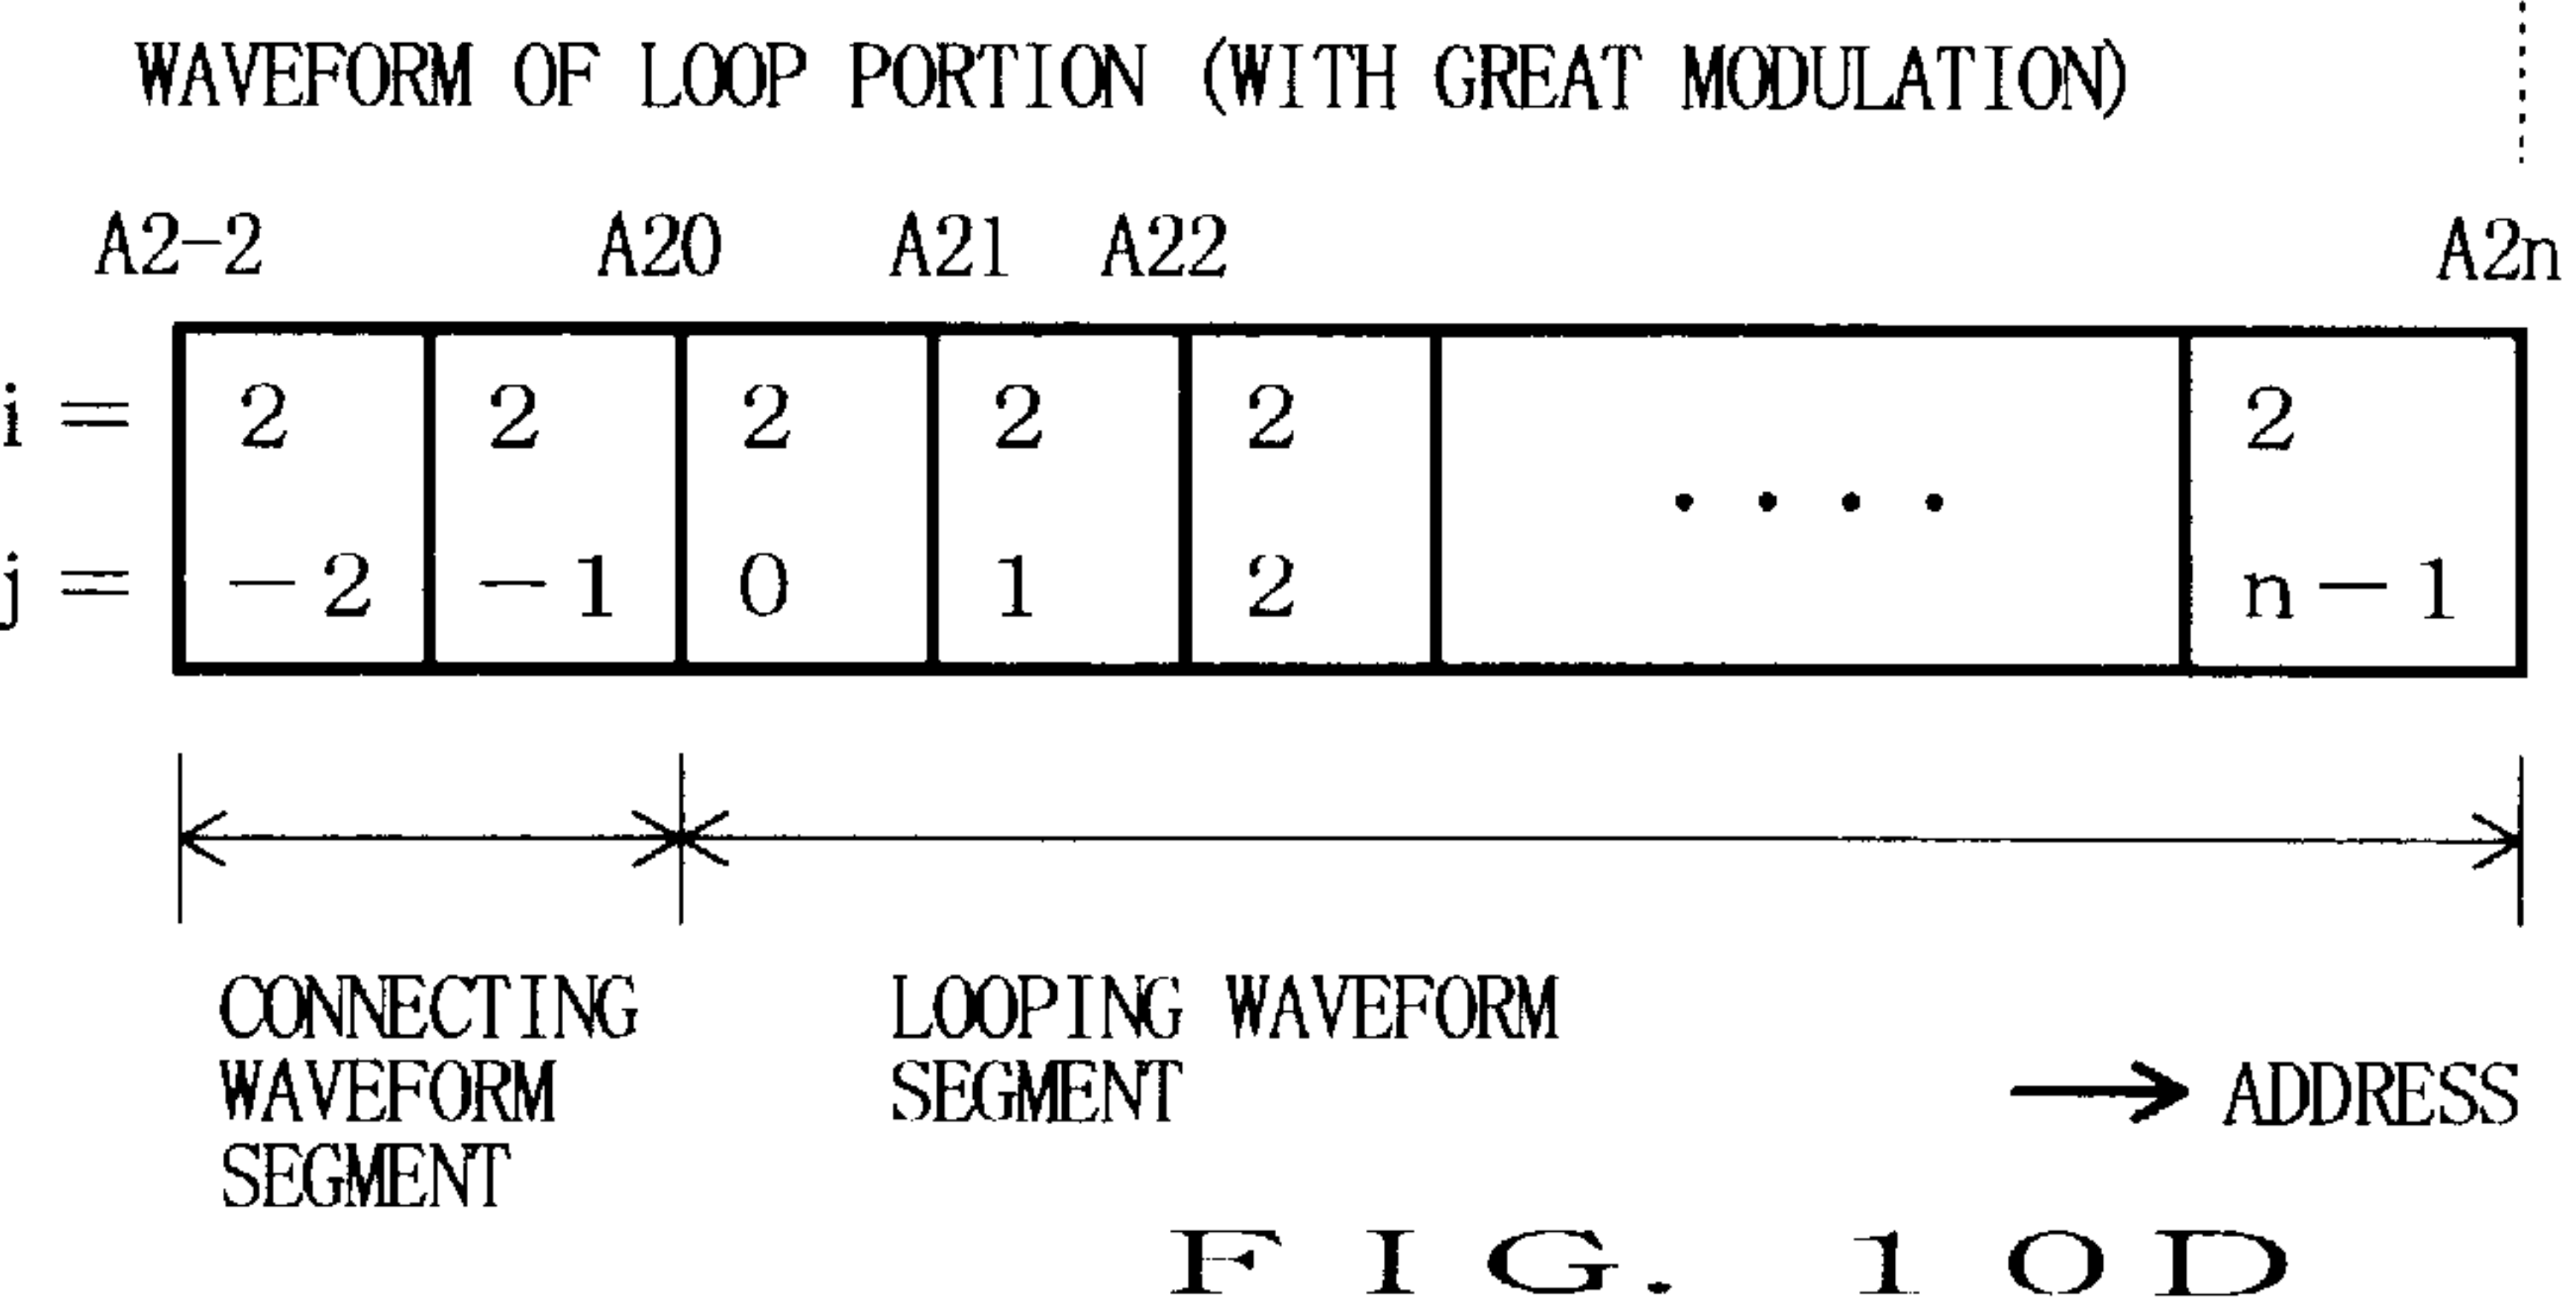 WAVEFORM OF LOOP PORTION (WITH GREAT MODULATION)
A2-2 A20 A21 A22 A2n
i = 2 2 2 2 2 2
j = -2 -1 0 1 2 ···· n-1
CONNECTING
WAVEFORM
SEGMENT
LOOPING WAVEFORM
SEGMENT
→ ADDRESS
FIG. 10D